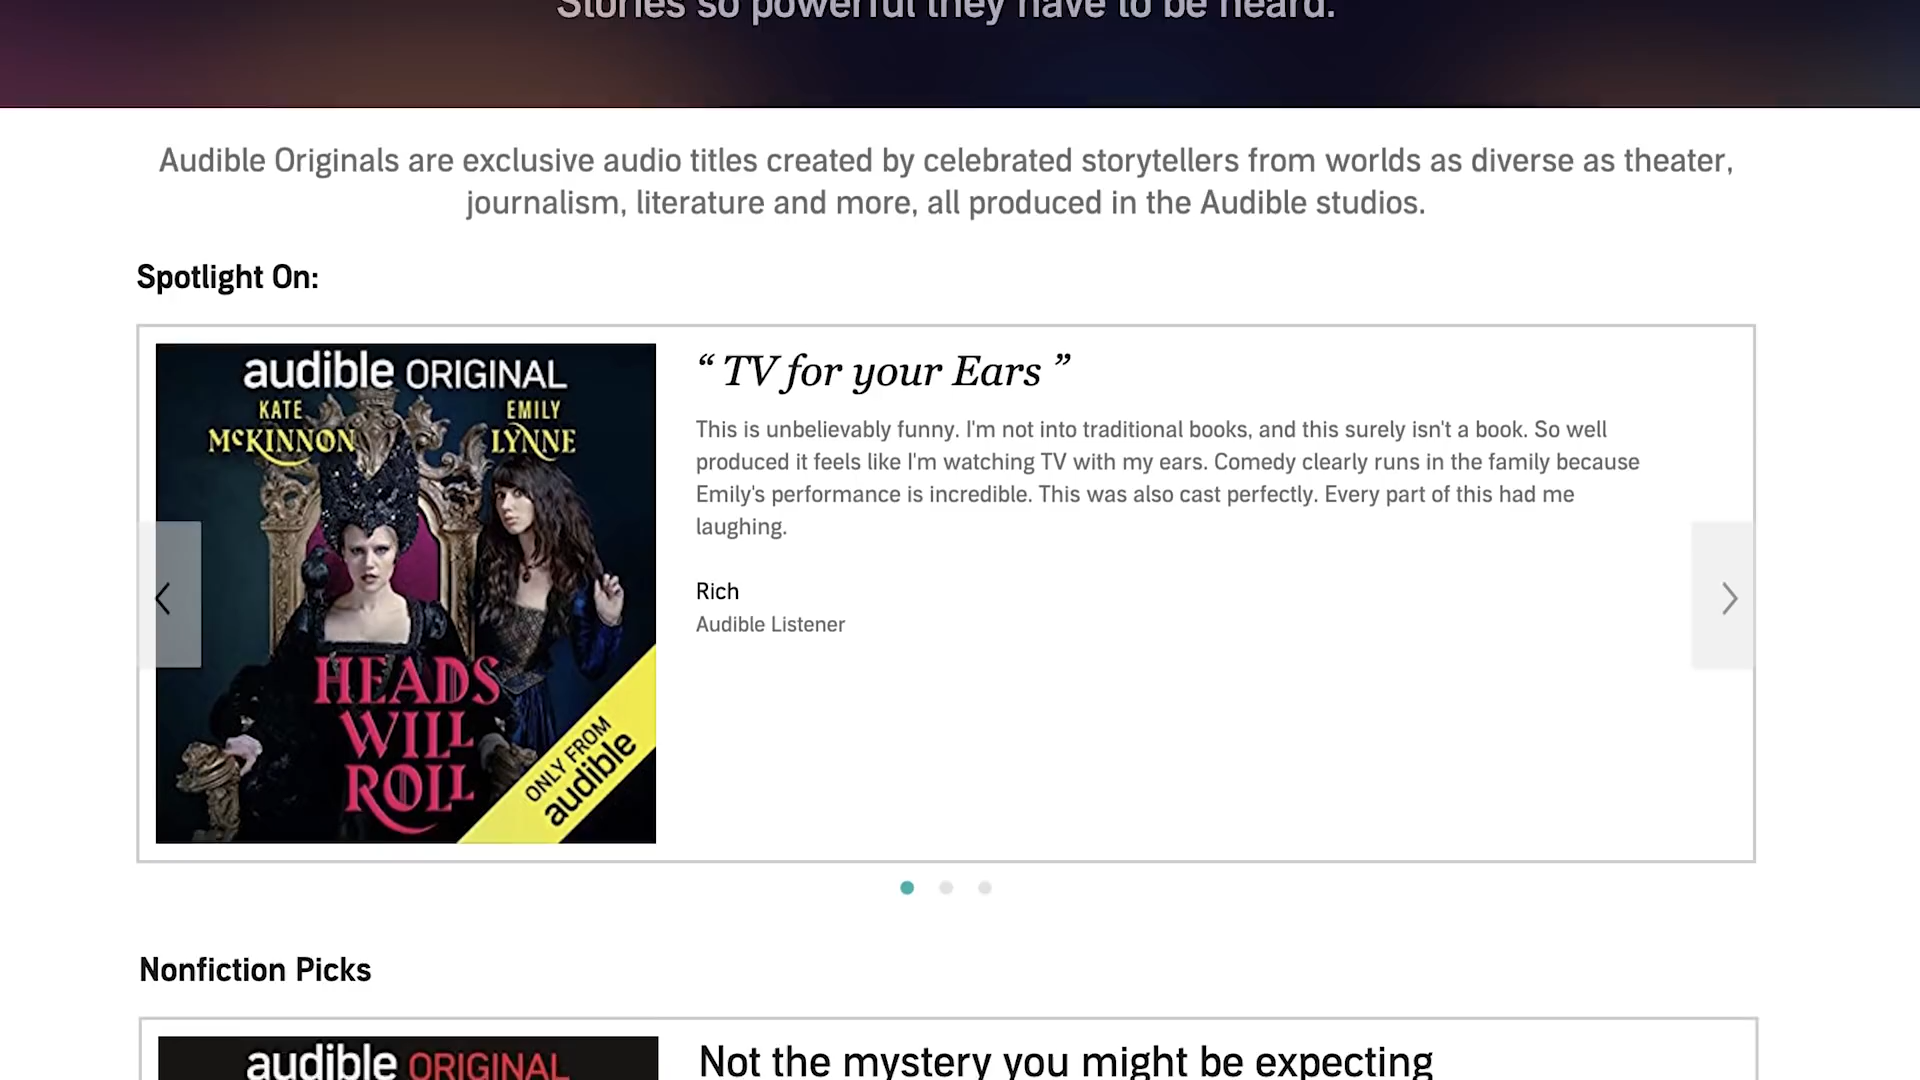 Stories so powerful they have to be heard.
Audible Originals are exclusive audio titles created by celebrated storytellers from worlds as diverse as theater,
journalism, literature and more, all produced in the Audible studios.
Spotlight On:
audible ORIGINAL
KATE
McKINNON
EMILY
LYNNE
HEADS
WILL
ROLL
ONLY FROM
audible
“ TV for your Ears ”
This is unbelievably funny. I'm not into traditional books, and this surely isn't a book. So well
produced it feels like I'm watching TV with my ears. Comedy clearly runs in the family because
Emily's performance is incredible. This was also cast perfectly. Every part of this had me
laughing.
Rich
Audible Listener
Nonfiction Picks
audible ORIGINAL
Not the mystery you might be expecting